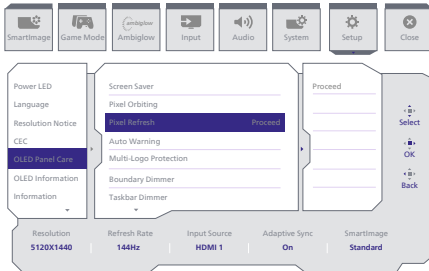 SmartImage
Game Mode
ambiglow
Ambiglow
Input
Audio
System
Setup
Close
Power LED
Language
Resolution Notice
CEC
OLED Panel Care
OLED Information
Information
Screen Saver
Pixel Orbiting
Pixel Refresh Proceed
Auto Warning
Multi-Logo Protection
Boundary Dimmer
Taskbar Dimmer
Proceed
Select
OK
Back
Resolution Refresh Rate Input Source Adaptive Sync SmartImage
5120X1440 144Hz HDMI 1 On Standard